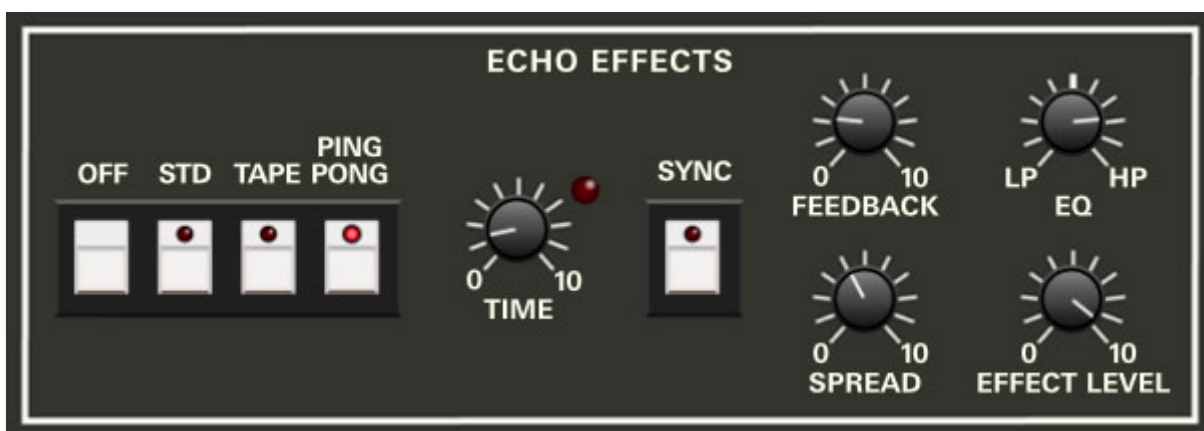 ECHO EFFECTS
OFF STD TAPE PING PONG
0 10
TIME
SYNC
0 10
FEEDBACK
LP HP
EQ
0 10
SPREAD
0 10
EFFECT LEVEL